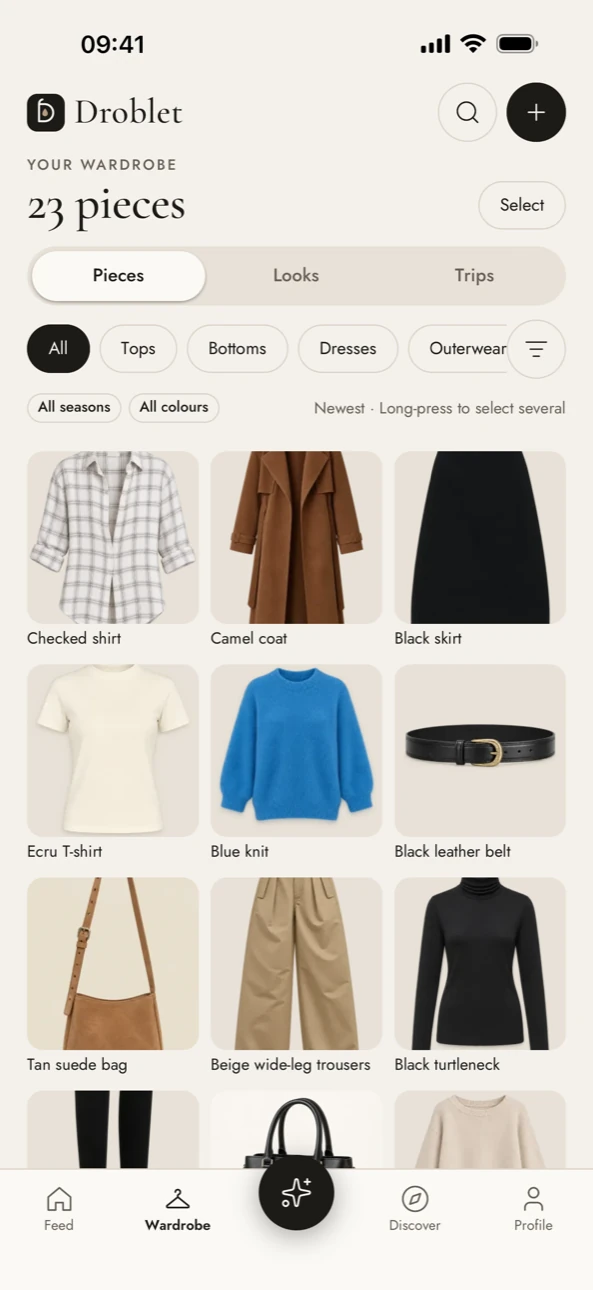 09:41
Droblet
YOUR WARDROBE
23 pieces
Select
Pieces Looks Trips
All Tops Bottoms Dresses Outerwear
All seasons All colours Newest · Long-press to select several
Checked shirt Camel coat Black skirt
Ecru T-shirt Blue knit Black leather belt
Tan suede bag Beige wide-leg trousers Black turtleneck
Feed Wardrobe Discover Profile